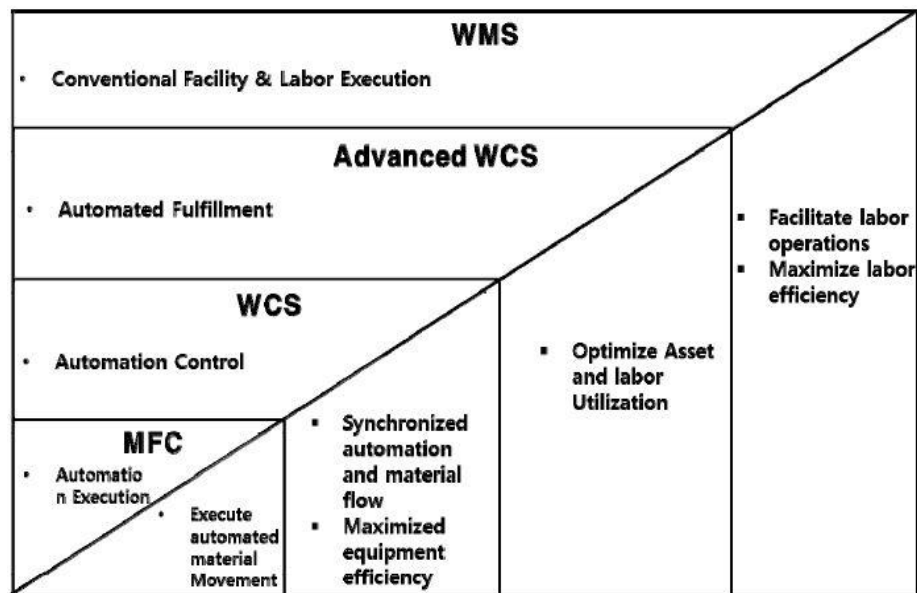 WMS
• Conventional Facility & Labor Execution
Advanced WCS
• Automated Fulfillment
▪ Facilitate labor
operations
▪ Maximize labor
efficiency
WCS
• Automation Control
▪ Optimize Asset
and labor
Utilization
MFC
• Automatio
n Execution
• Execute
automated
material
Movement
▪ Synchronized
automation
and material
flow
▪ Maximized
equipment
efficiency